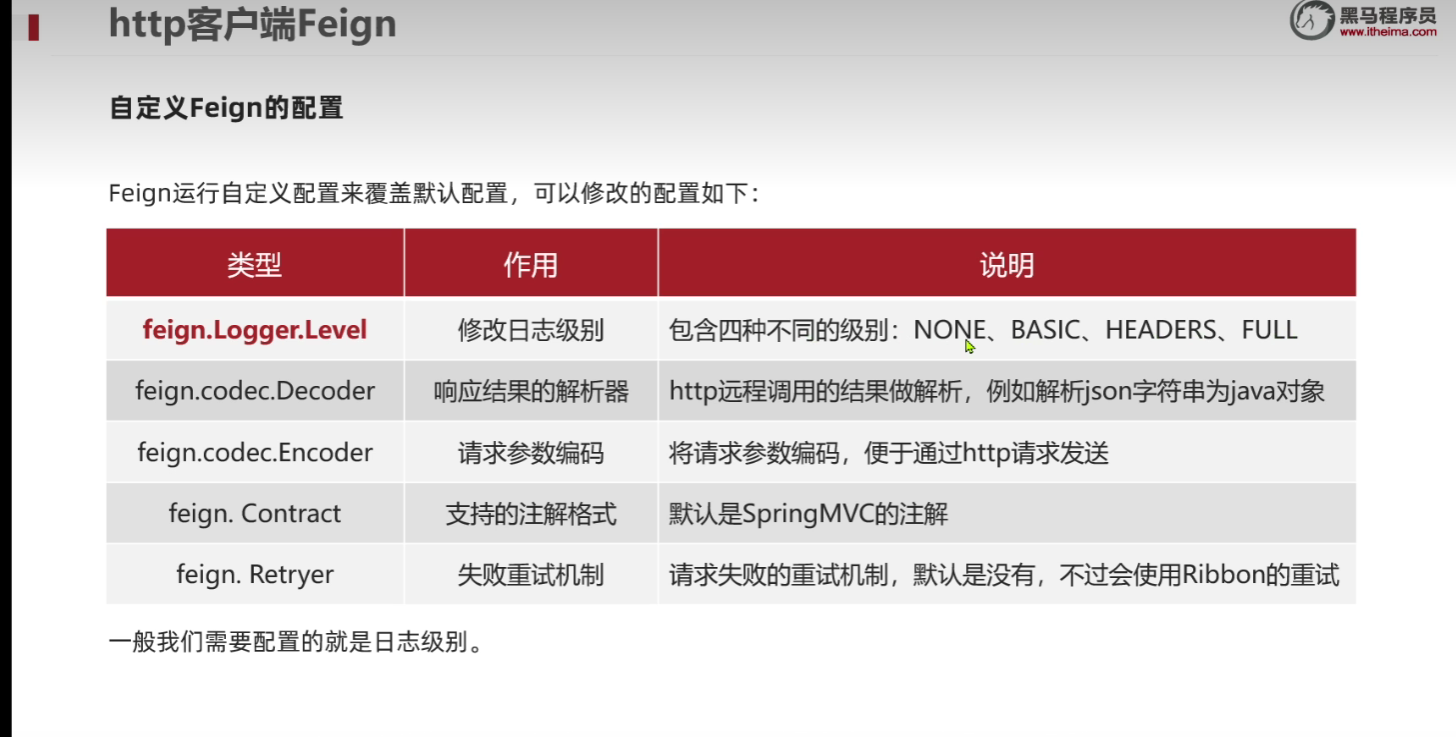 http客户端Feign
黑马程序员
www.itheima.com
自定义Feign的配置
Feign运行自定义配置来覆盖默认配置，可以修改的配置如下：
类型 作用 说明
feign.Logger.Level 修改日志级别 包含四种不同的级别：NONE、BASIC、HEADERS、FULL
feign.codec.Decoder 响应结果的解析器 http远程调用的结果做解析，例如解析json字符串为java对象
feign.codec.Encoder 请求参数编码 将请求参数编码，便于通过http请求发送
feign. Contract 支持的注解格式 默认是SpringMVC的注解
feign. Retryer 失败重试机制 请求失败的重试机制，默认是没有，不过会使用Ribbon的重试
一般我们需要配置的就是日志级别。